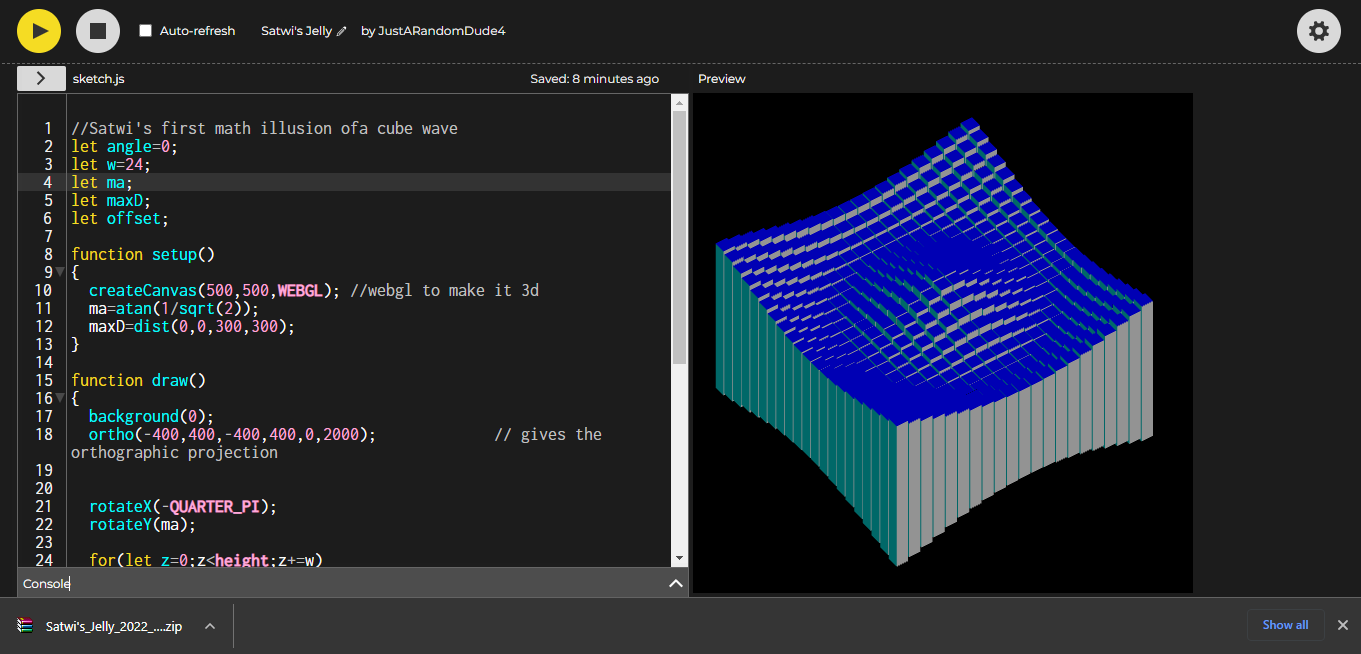 Auto-refresh Satwi's Jelly by JustARandomDude4
sketch.js Saved: 8 minutes ago Preview
1 //Satwi's first math illusion ofa cube wave
2 let angle=0;
3 let w=24;
4 let ma;
5 let maxD;
6 let offset;
7
8 function setup()
9 {
10 createCanvas(500,500,WEBGL); //webgl to make it 3d
11 ma=atan(1/sqrt(2));
12 maxD=dist(0,0,300,300);
13 }
14
15 function draw()
16 {
17 background(0);
18 ortho(-400,400,-400,400,0,2000); // gives the
orthographic projection
19
20
21 rotateX(-QUARTER_PI);
22 rotateY(ma);
23
24 for(let z=0;z<height;z+=w)
Console
Satwi's_Jelly_2022_....zip Show all